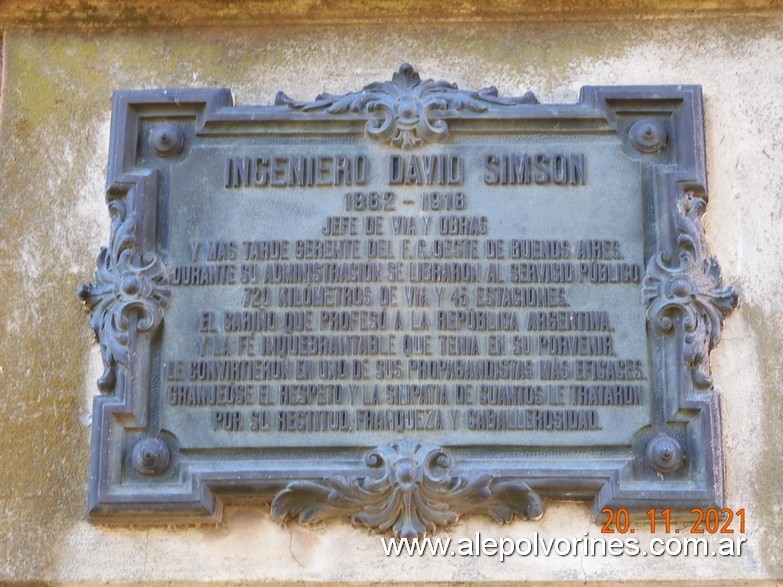 INGENIERO DAVID SIMSON
1862 - 1916
JEFE DE VIA Y OBRAS
Y MAS TARDE GERENTE DEL F.C.OESTE DE BUENOS AIRES.
DURANTE SU ADMINISTRACION SE LIBRARON AL SERVICIO PÚBLICO
720 KILOMETROS DE VIA Y 45 ESTACIONES.
EL CARIÑO QUE PROFESÓ A LA REPÚBLICA ARGENTINA,
Y LA FE INQUEBRANTABLE QUE TENIA EN SU PORVENIR,
LE CONVIRTIERON EN UNO DE SUS PROPAGANDISTAS MÁS EFICACES.
GRANJEÓSE EL RESPETO Y LA SIMPATIA DE CUANTOS LE TRATARON
POR SU RECTITUD, FRANQUEZA Y CABALLEROSIDAD.
20.11.2021
www.alepolvorines.com.ar